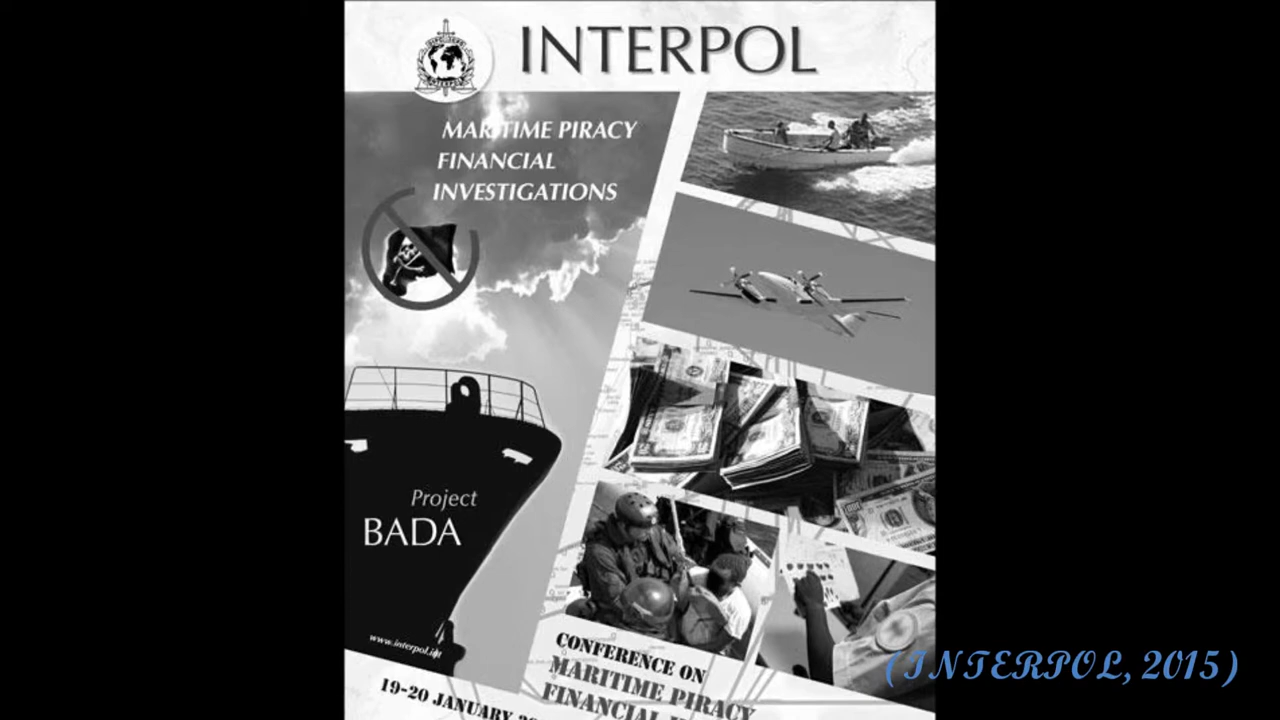 INTERPOL
MARITIME PIRACY
FINANCIAL
INVESTIGATIONS
Project
BADA
www.interpol.int
CONFERENCE ON
MARITIME PIRACY
FINANCIAL
19-20 JANUARY
(INTERPOL, 2015)